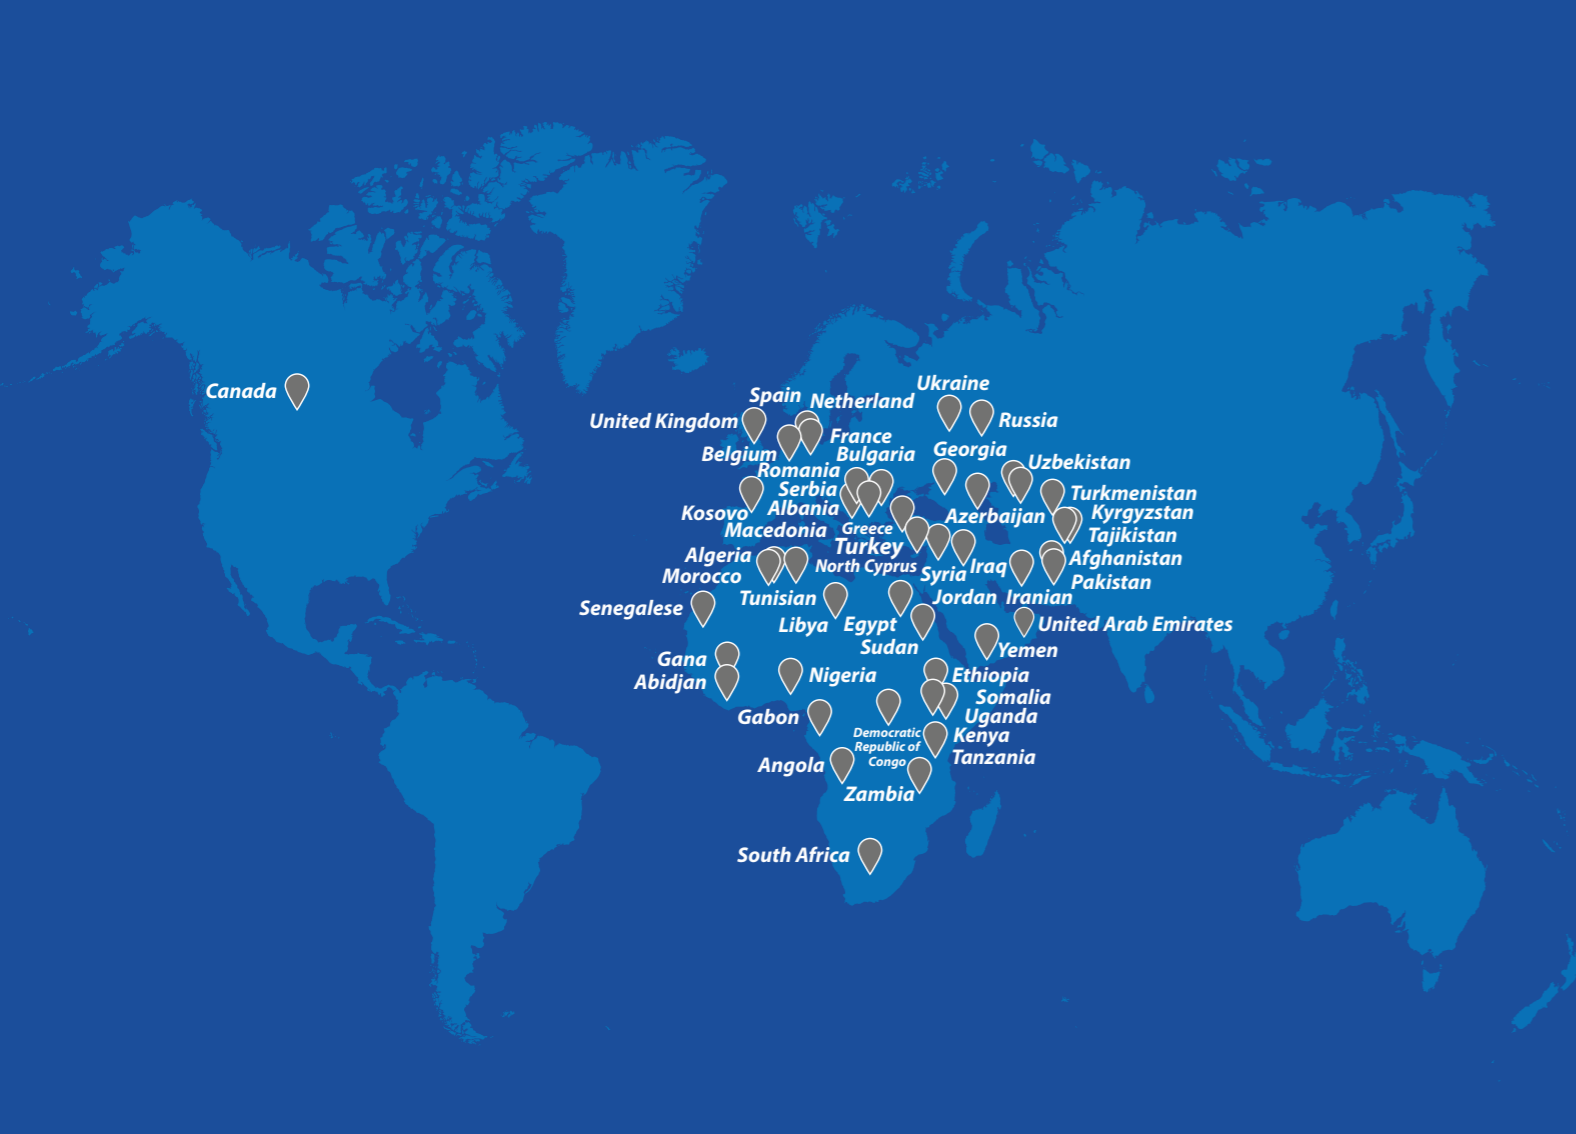 Ukraine
Canada
Spain
Netherland
United Kingdom
Russia
France
Georgia
Belgium
Bulgaria
Romania
Uzbekistan
Serbia
Turkmenistan
Albania
Kosovo
Kyrgyzstan
Azerbaijan
Macedonia
Greece
Tajikistan
Turkey
Algeria
Afghanistan
North Cyprus
Iraq
Syria
Morocco
Pakistan
Tunisian
Jordan
Iranian
Senegalese
Libya
Egypt
United Arab Emirates
Sudan
Yemen
Gana
Nigeria
Ethiopia
Abidjan
Somalia
Gabon
Uganda
Democratic
Republic of
Congo
Kenya
Tanzania
Angola
Zambia
South Africa